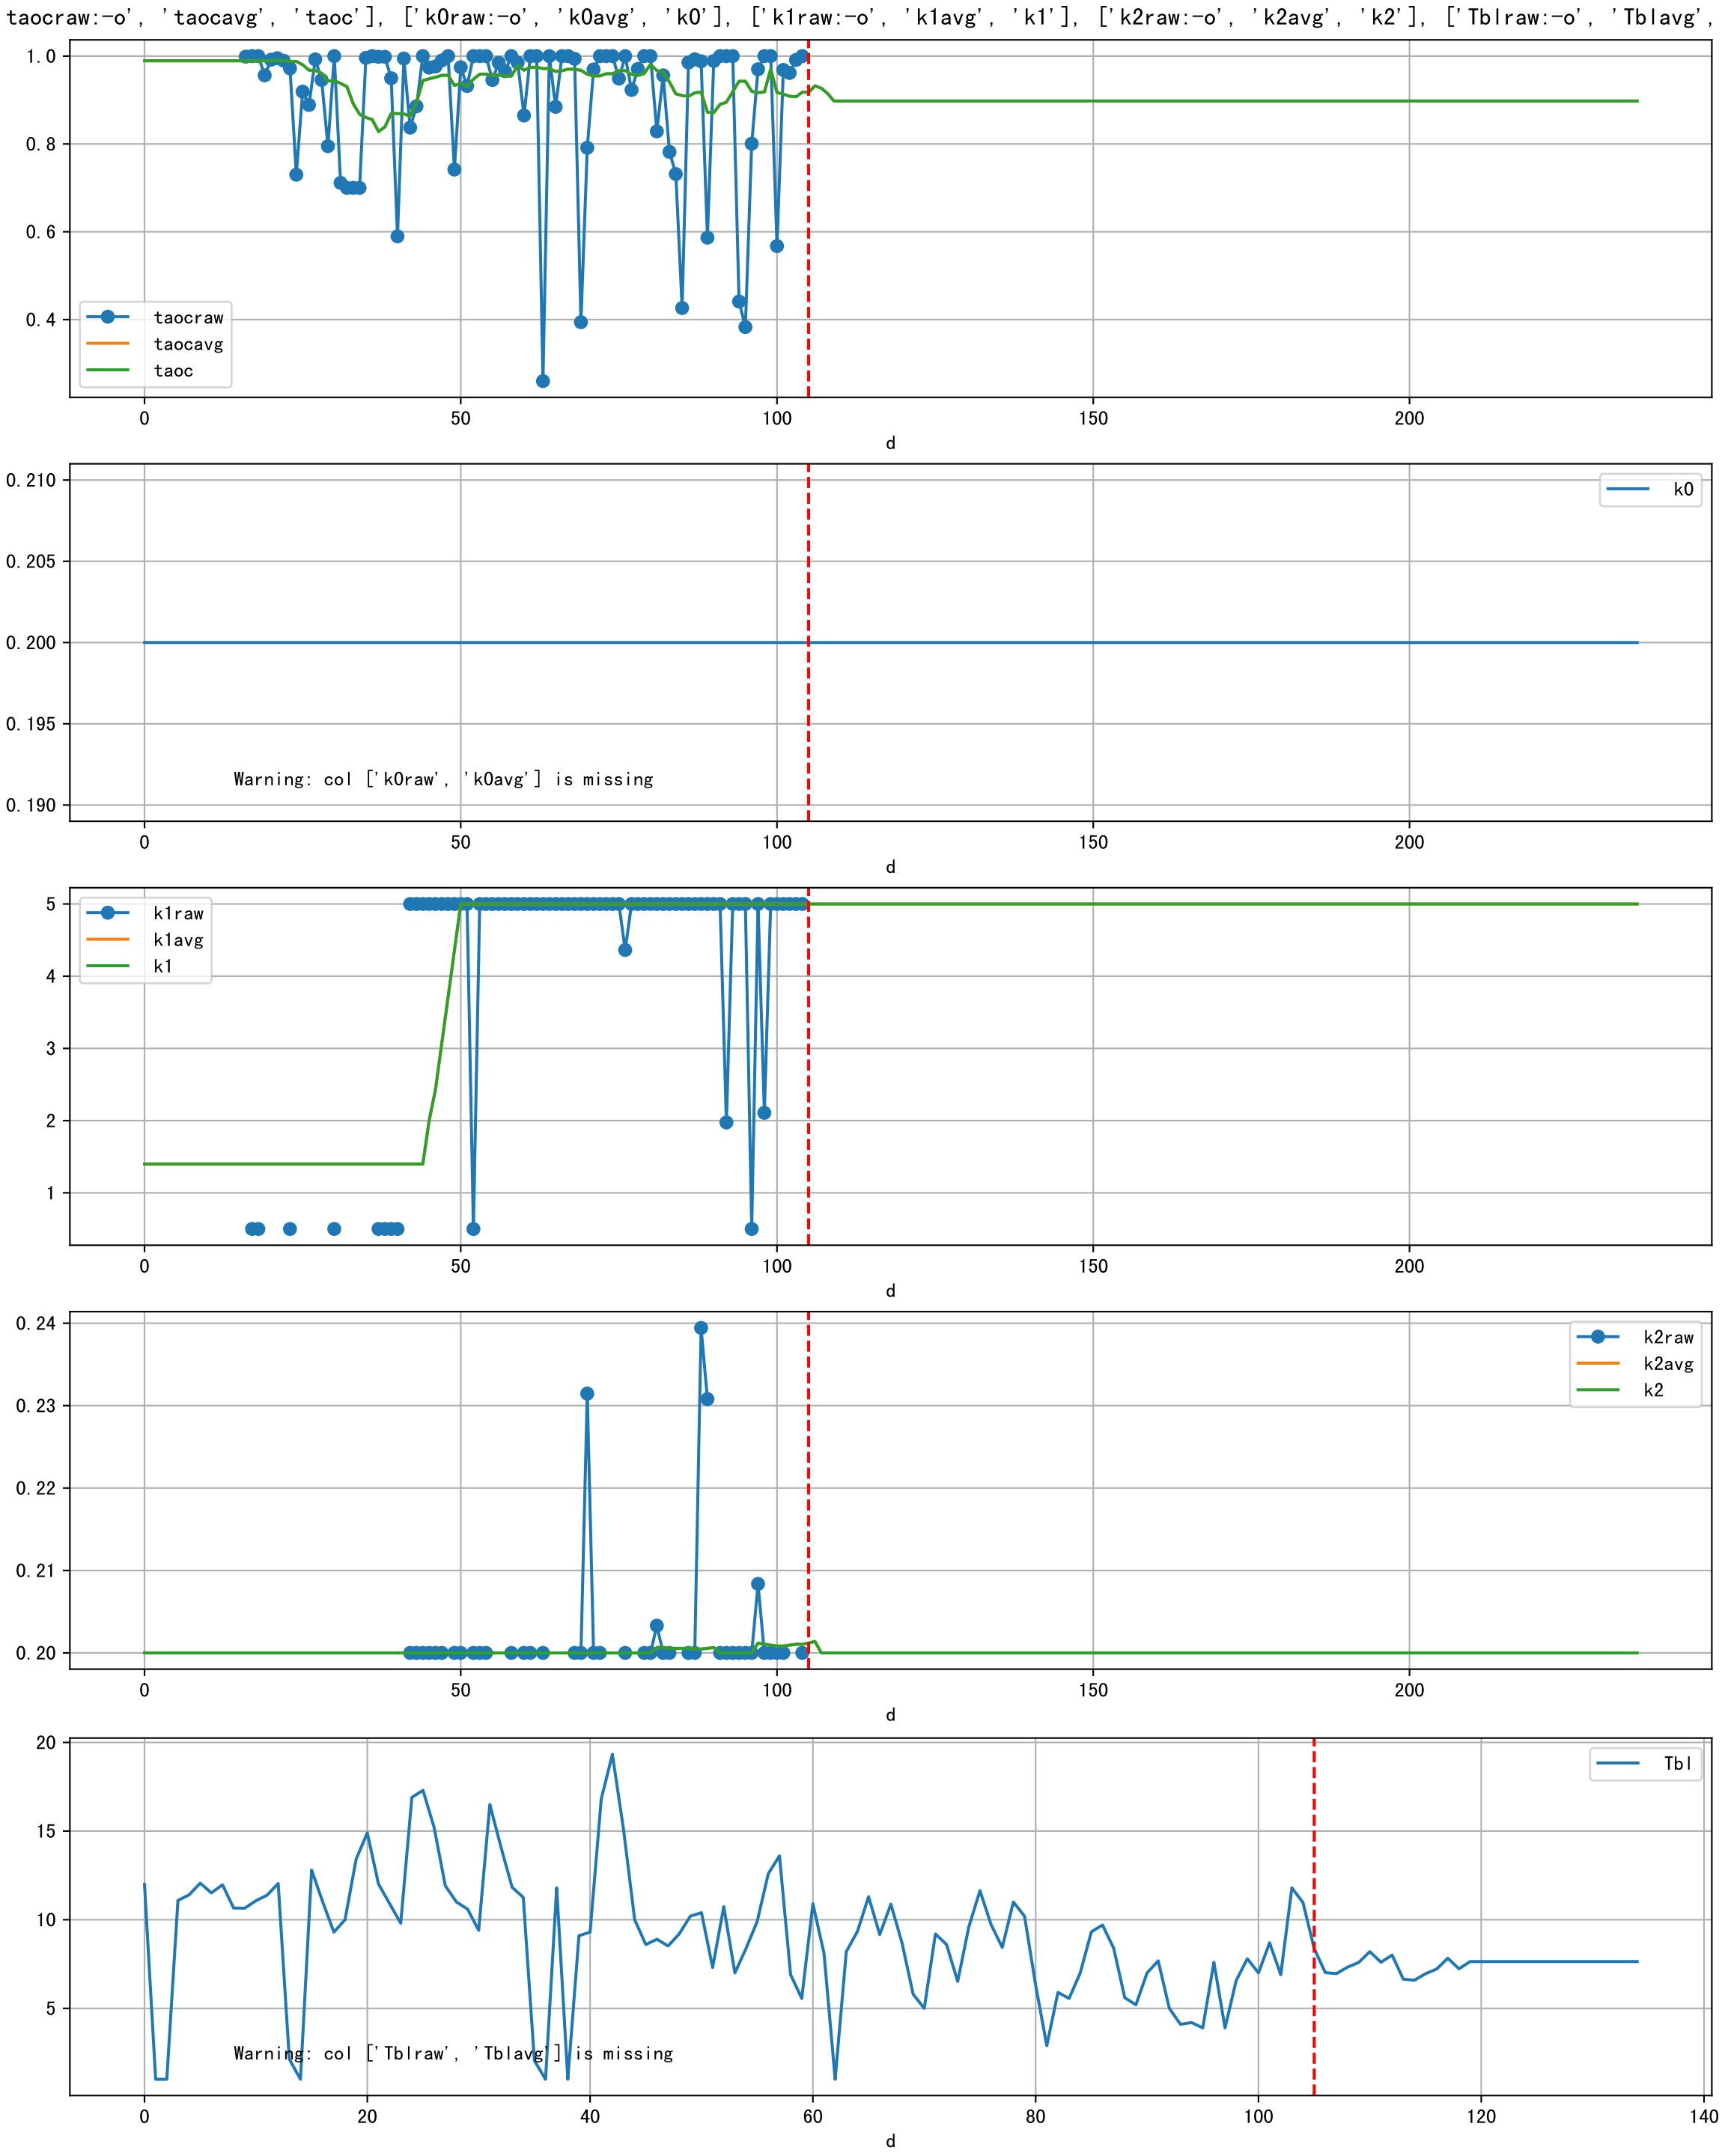 taocraw:-o', 'taocavg', 'taoc'], ['k0raw:-o', 'k0avg', 'k0'], ['k1raw:-o', 'k1avg', 'k1'], ['k2raw:-o', 'k2avg', 'k2'], ['Tblraw:-o', 'Tblavg',
1.0
0.8
0.6
0.4
taocraw
taocavg
taoc
0 50 100 150 200
d
0.210
0.205
0.200
0.195
0.190
k0
Warning: col ['k0raw', 'k0avg'] is missing
0 50 100 150 200
d
5
4
3
2
1
k1raw
k1avg
k1
0 50 100 150 200
d
0.24
0.23
0.22
0.21
0.20
k2raw
k2avg
k2
0 50 100 150 200
d
20
15
10
5
Tbl
Warning: col ['Tblraw', 'Tblavg'] is missing
0 20 40 60 80 100 120 140
d